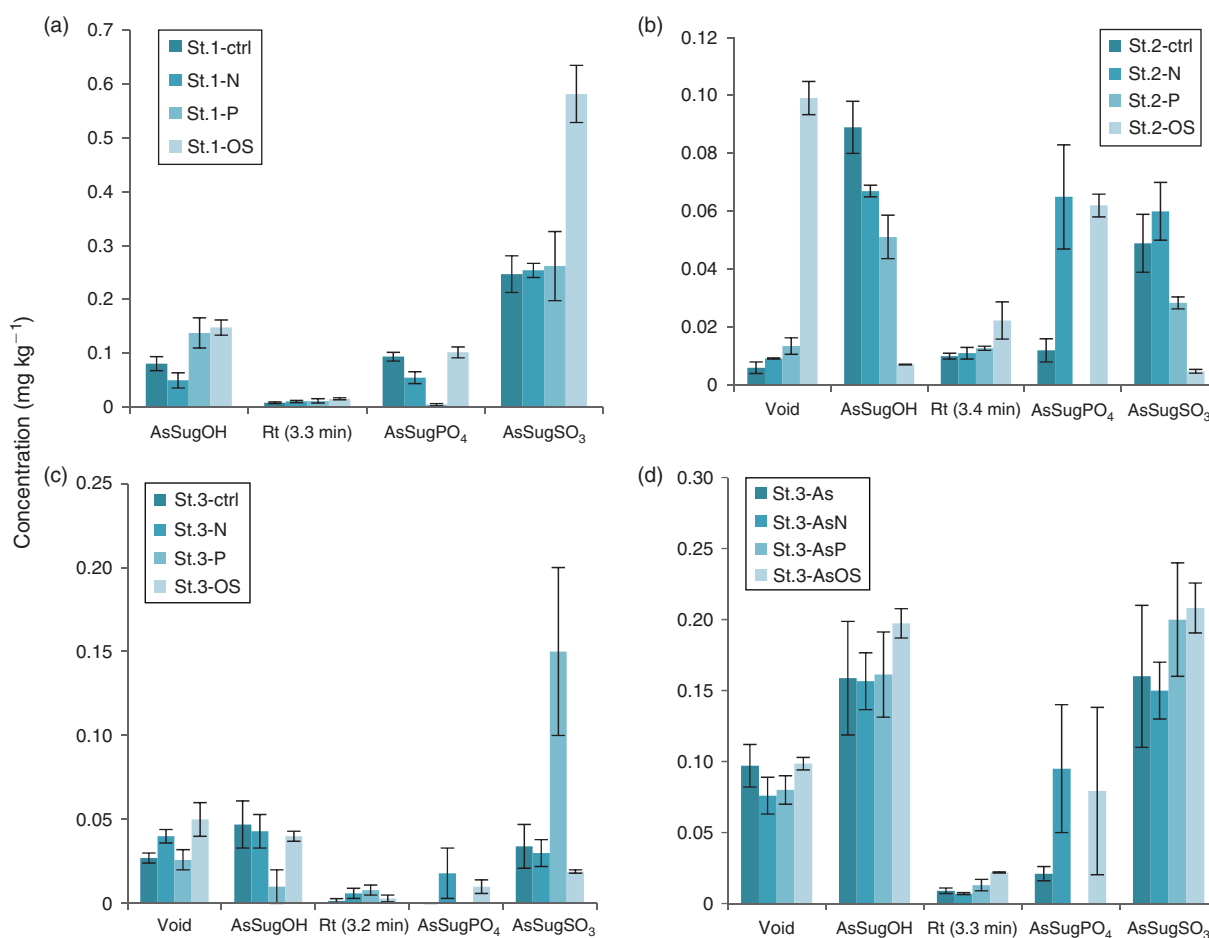 (a)
St.1-ctrl
St.1-N
St.1-P
St.1-OS
0.7
0.6
0.5
0.4
0.3
0.2
0.1
0
AsSugOH Rt (3.3 min) AsSugPO₄ AsSugSO₃
(b)
St.2-ctrl
St.2-N
St.2-P
St.2-OS
0.12
0.10
0.08
0.06
0.04
0.02
0
Void AsSugOH Rt (3.4 min) AsSugPO₄ AsSugSO₃
Concentration (mg kg⁻¹)
(c)
St.3-ctrl
St.3-N
St.3-P
St.3-OS
0.25
0.20
0.15
0.10
0.05
0
Void AsSugOH Rt (3.2 min) AsSugPO₄ AsSugSO₃
(d)
St.3-As
St.3-AsN
St.3-AsP
St.3-AsOS
0.30
0.25
0.20
0.15
0.10
0.05
0
Void AsSugOH Rt (3.3 min) AsSugPO₄ AsSugSO₃